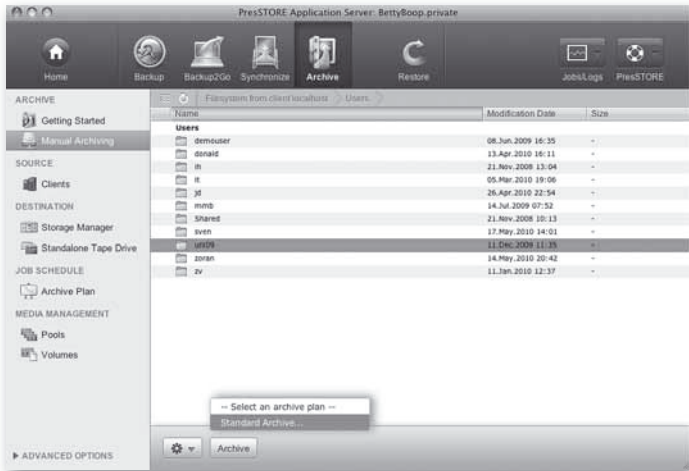 PresSTORE Application Server: BettyBoop.private
Home Backup Backup2Go Synchronize Archive Restore Jobs/Logs PresSTORE
ARCHIVE
Getting Started
Manual Archiving
SOURCE
Clients
DESTINATION
Storage Manager
Standalone Tape Drive
JOB SCHEDULE
Archive Plan
MEDIA MANAGEMENT
Pools
Volumes
ADVANCED OPTIONS
Filesystem from client localhost Users
Name Modification Date Size
Users
demouser 08.Jun.2009 16:35 -
donald 13.Apr.2010 16:11 -
21.Nov.2008 13:04 -
it 05.Mar.2010 19:06 -
jd 26.Apr.2010 22:54 -
mmb 14.Jul.2009 07:52 -
Shared 21.Nov.2008 10:13 -
sven 17.May.2010 14:01 -
11.Dec.2009 11:35 -
zoran 14.May.2010 20:42 -
zv 11.Jan.2010 12:37 -
-- Select an archive plan --
Standard Archive...
Archive